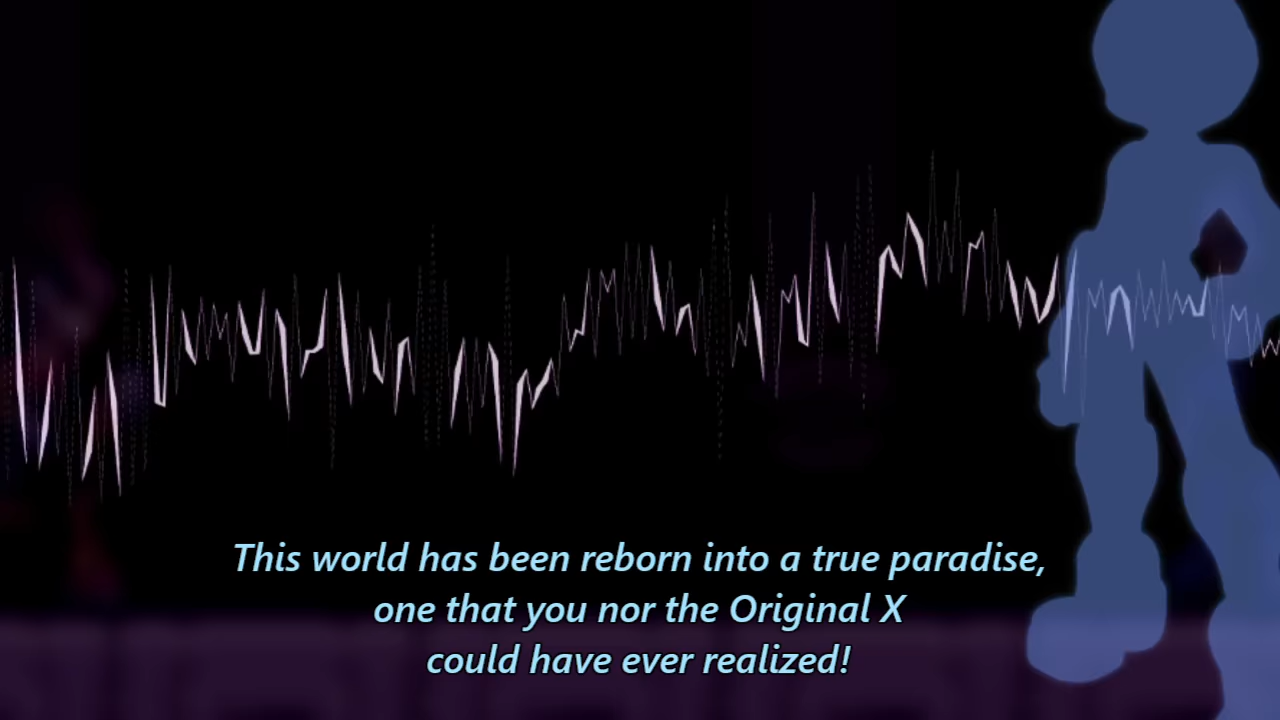 This world has been reborn into a true paradise,
one that you nor the Original X
could have ever realized!